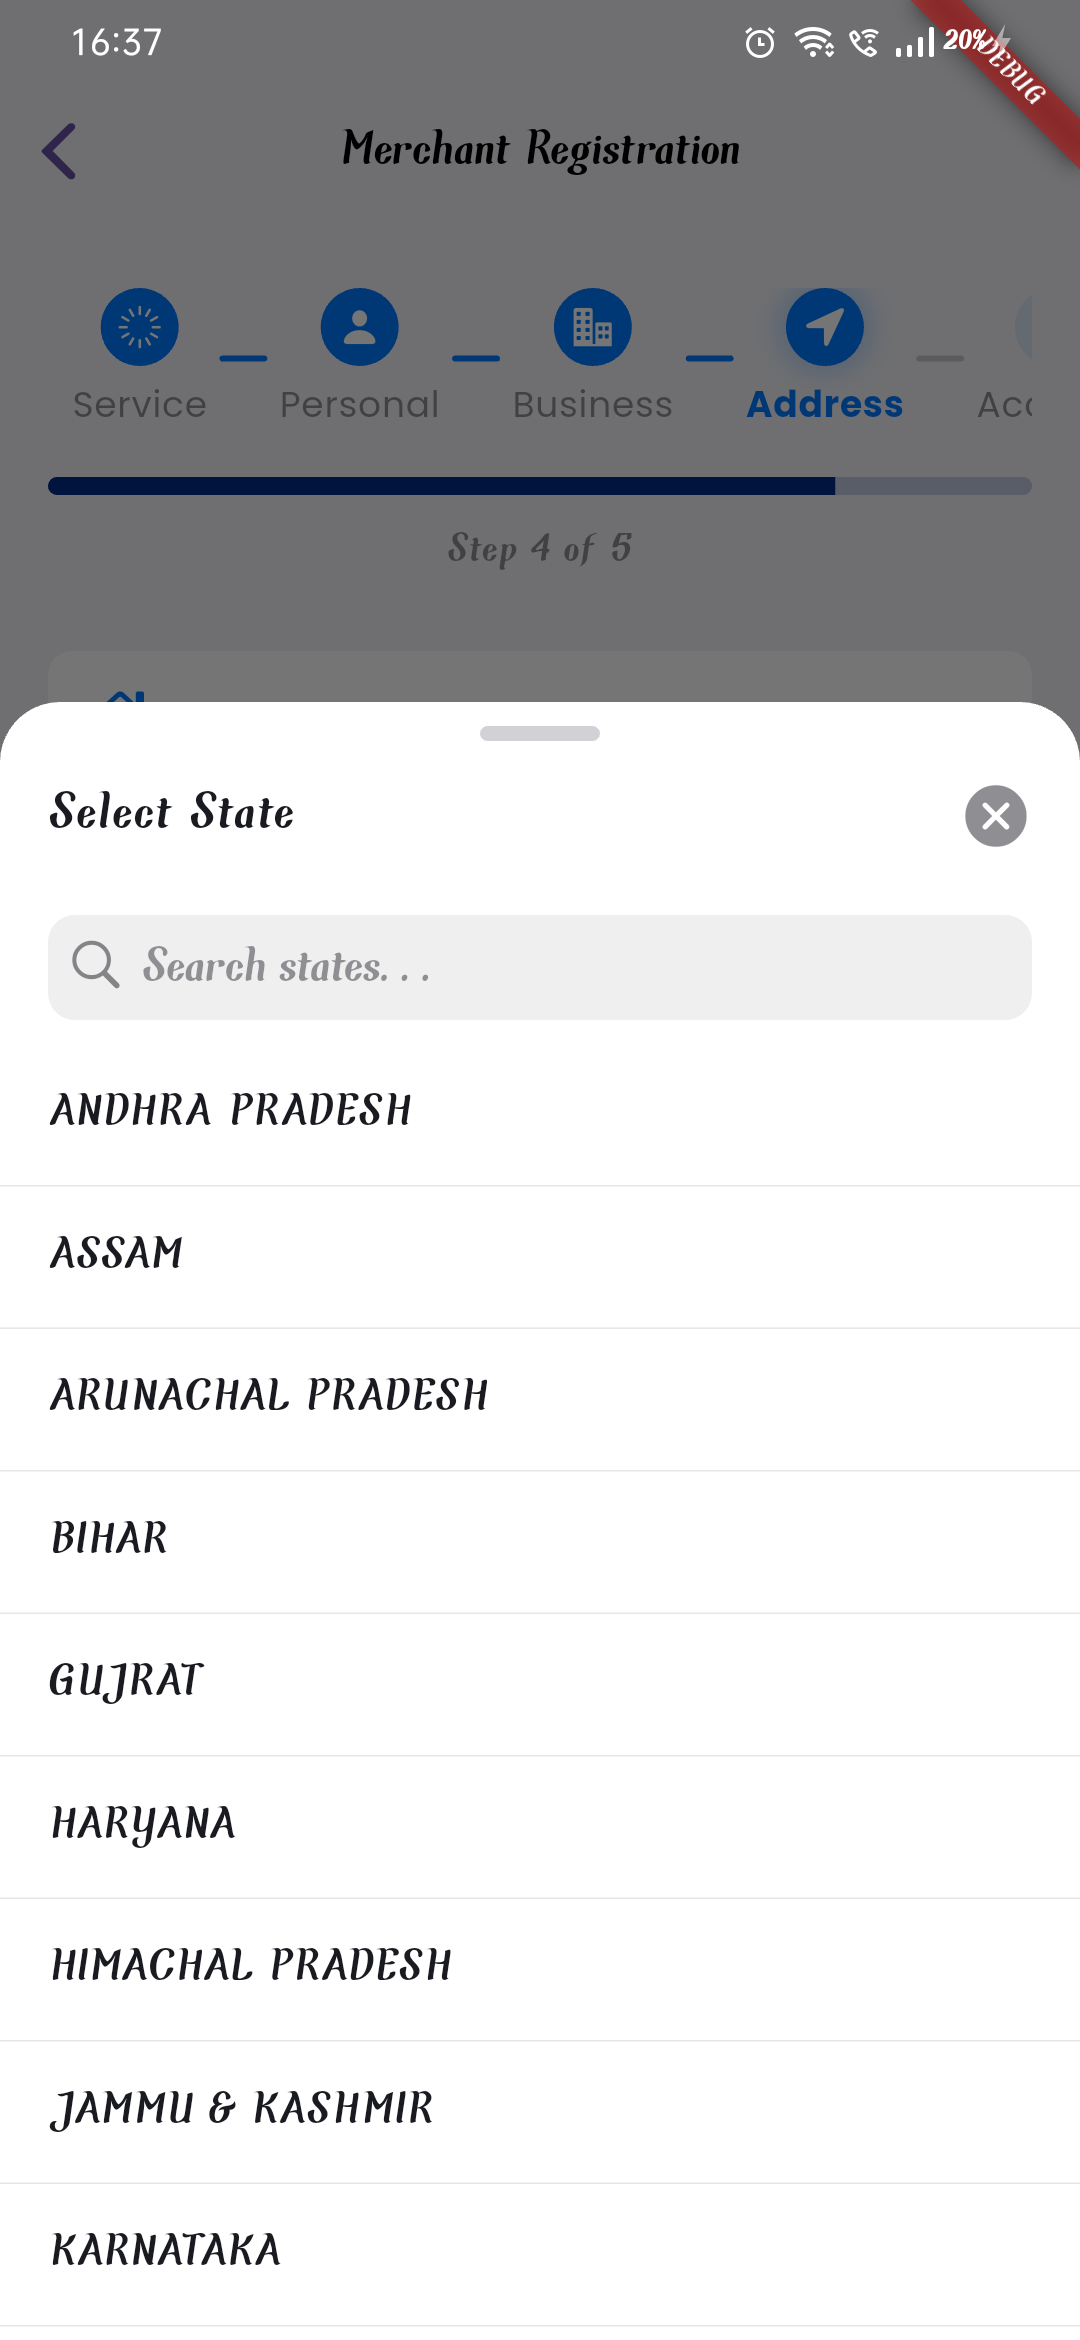 16:37
20%
DEBUG
Merchant Registration
Service Personal Business Address Acc
Step 4 of 5
Select State
Search states...
ANDHRA PRADESH
ASSAM
ARUNACHAL PRADESH
BIHAR
GUJRAT
HARYANA
HIMACHAL PRADESH
JAMMU & KASHMIR
KARNATAKA